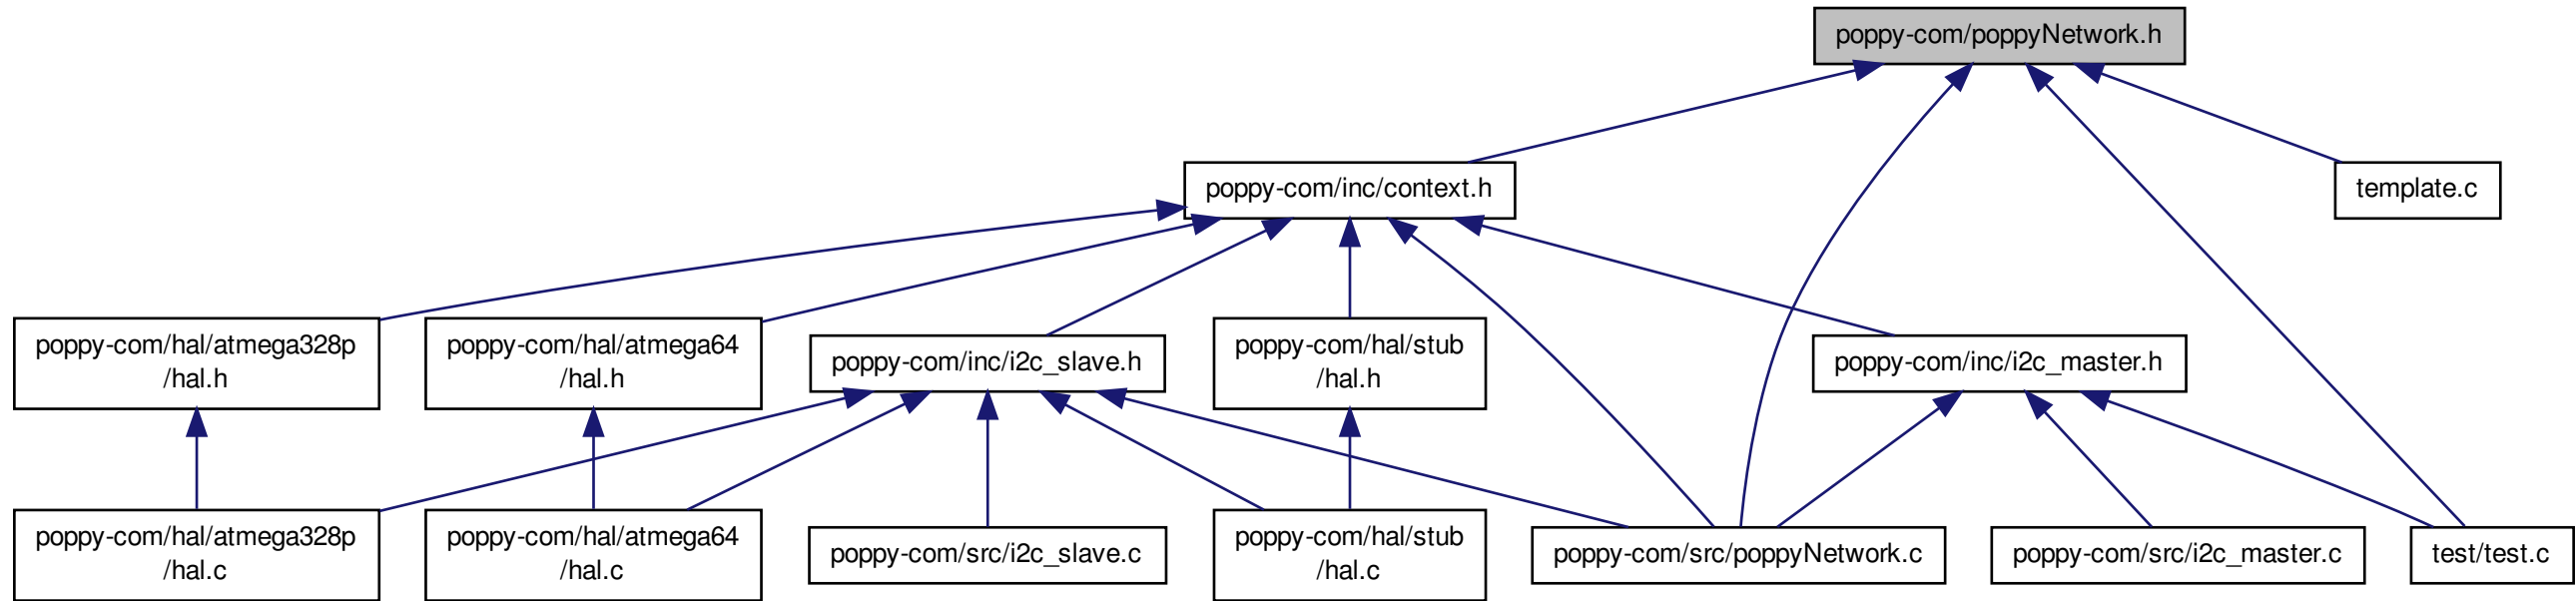 poppy-com/poppyNetwork.h
poppy-com/inc/context.h
template.c
poppy-com/hal/atmega328p
/hal.h
poppy-com/hal/atmega64
/hal.h
poppy-com/inc/i2c_slave.h
poppy-com/hal/stub
/hal.h
poppy-com/inc/i2c_master.h
poppy-com/hal/atmega328p
/hal.c
poppy-com/hal/atmega64
/hal.c
poppy-com/src/i2c_slave.c
poppy-com/hal/stub
/hal.c
poppy-com/src/poppyNetwork.c
poppy-com/src/i2c_master.c
test/test.c